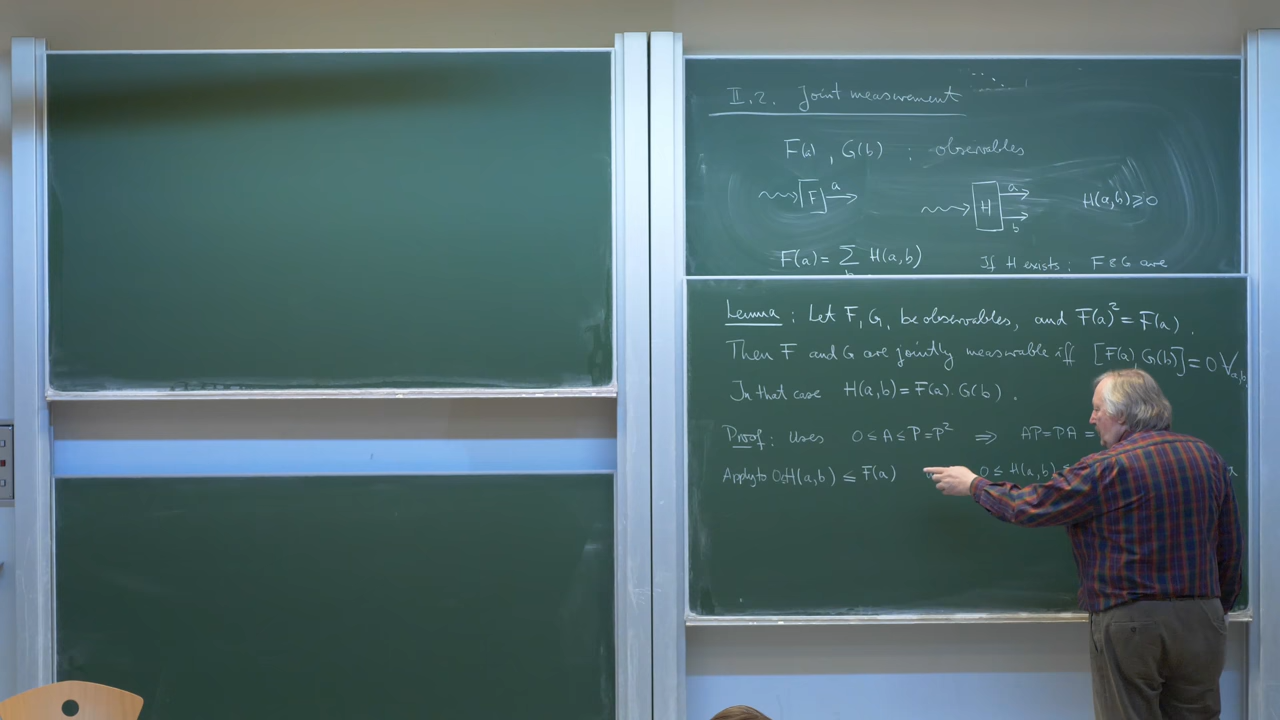 II.2. Joint measurement
F(a), G(b) : observables
F a H a b H(a,b)≥0
F(a) = ∑ H(a,b) If H exists: F & G are
Lemma: Let F, G, be observables, and F(a)² = F(a).
Then F and G are jointly measurable iff [F(a), G(b)] = 0 ∀a,b,
In that case H(a,b) = F(a) G(b).
Proof: Uses 0 ≤ A ≤ P = P² ⇒ AP = PA =
Apply to 0≤H(a,b) ≤ F(a) 0 ≤ H(a,b)